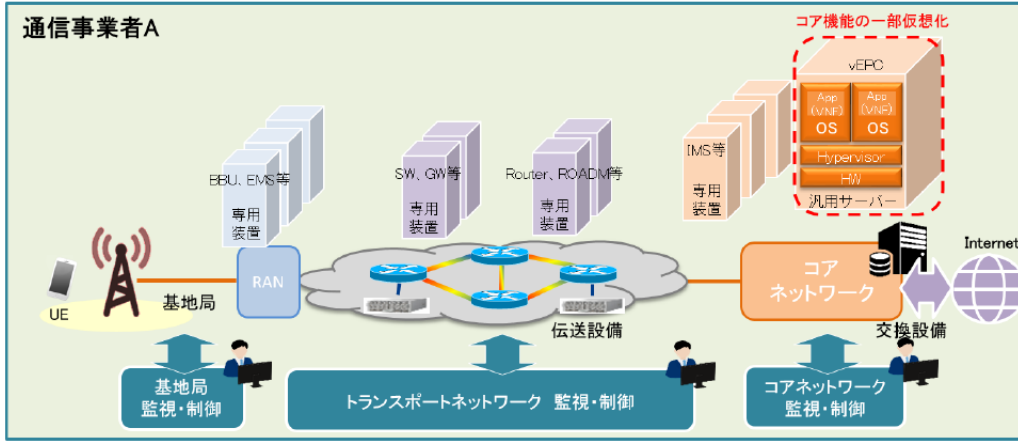 通信事業者A
コア機能の一部仮想化
vEPC
App
(VNF)
OS
App
(VNF)
OS
Hypervisor
HW
汎用サーバー
BBU、EMS等
専用
装置
SW、GW等
専用
装置
Router、ROADM等
専用
装置
IMS等
専用
装置
UE
基地局
RAN
伝送設備
コア
ネットワーク
Internet
交換設備
基地局
監視・制御
トランスポートネットワーク 監視・制御
コアネットワーク
監視・制御